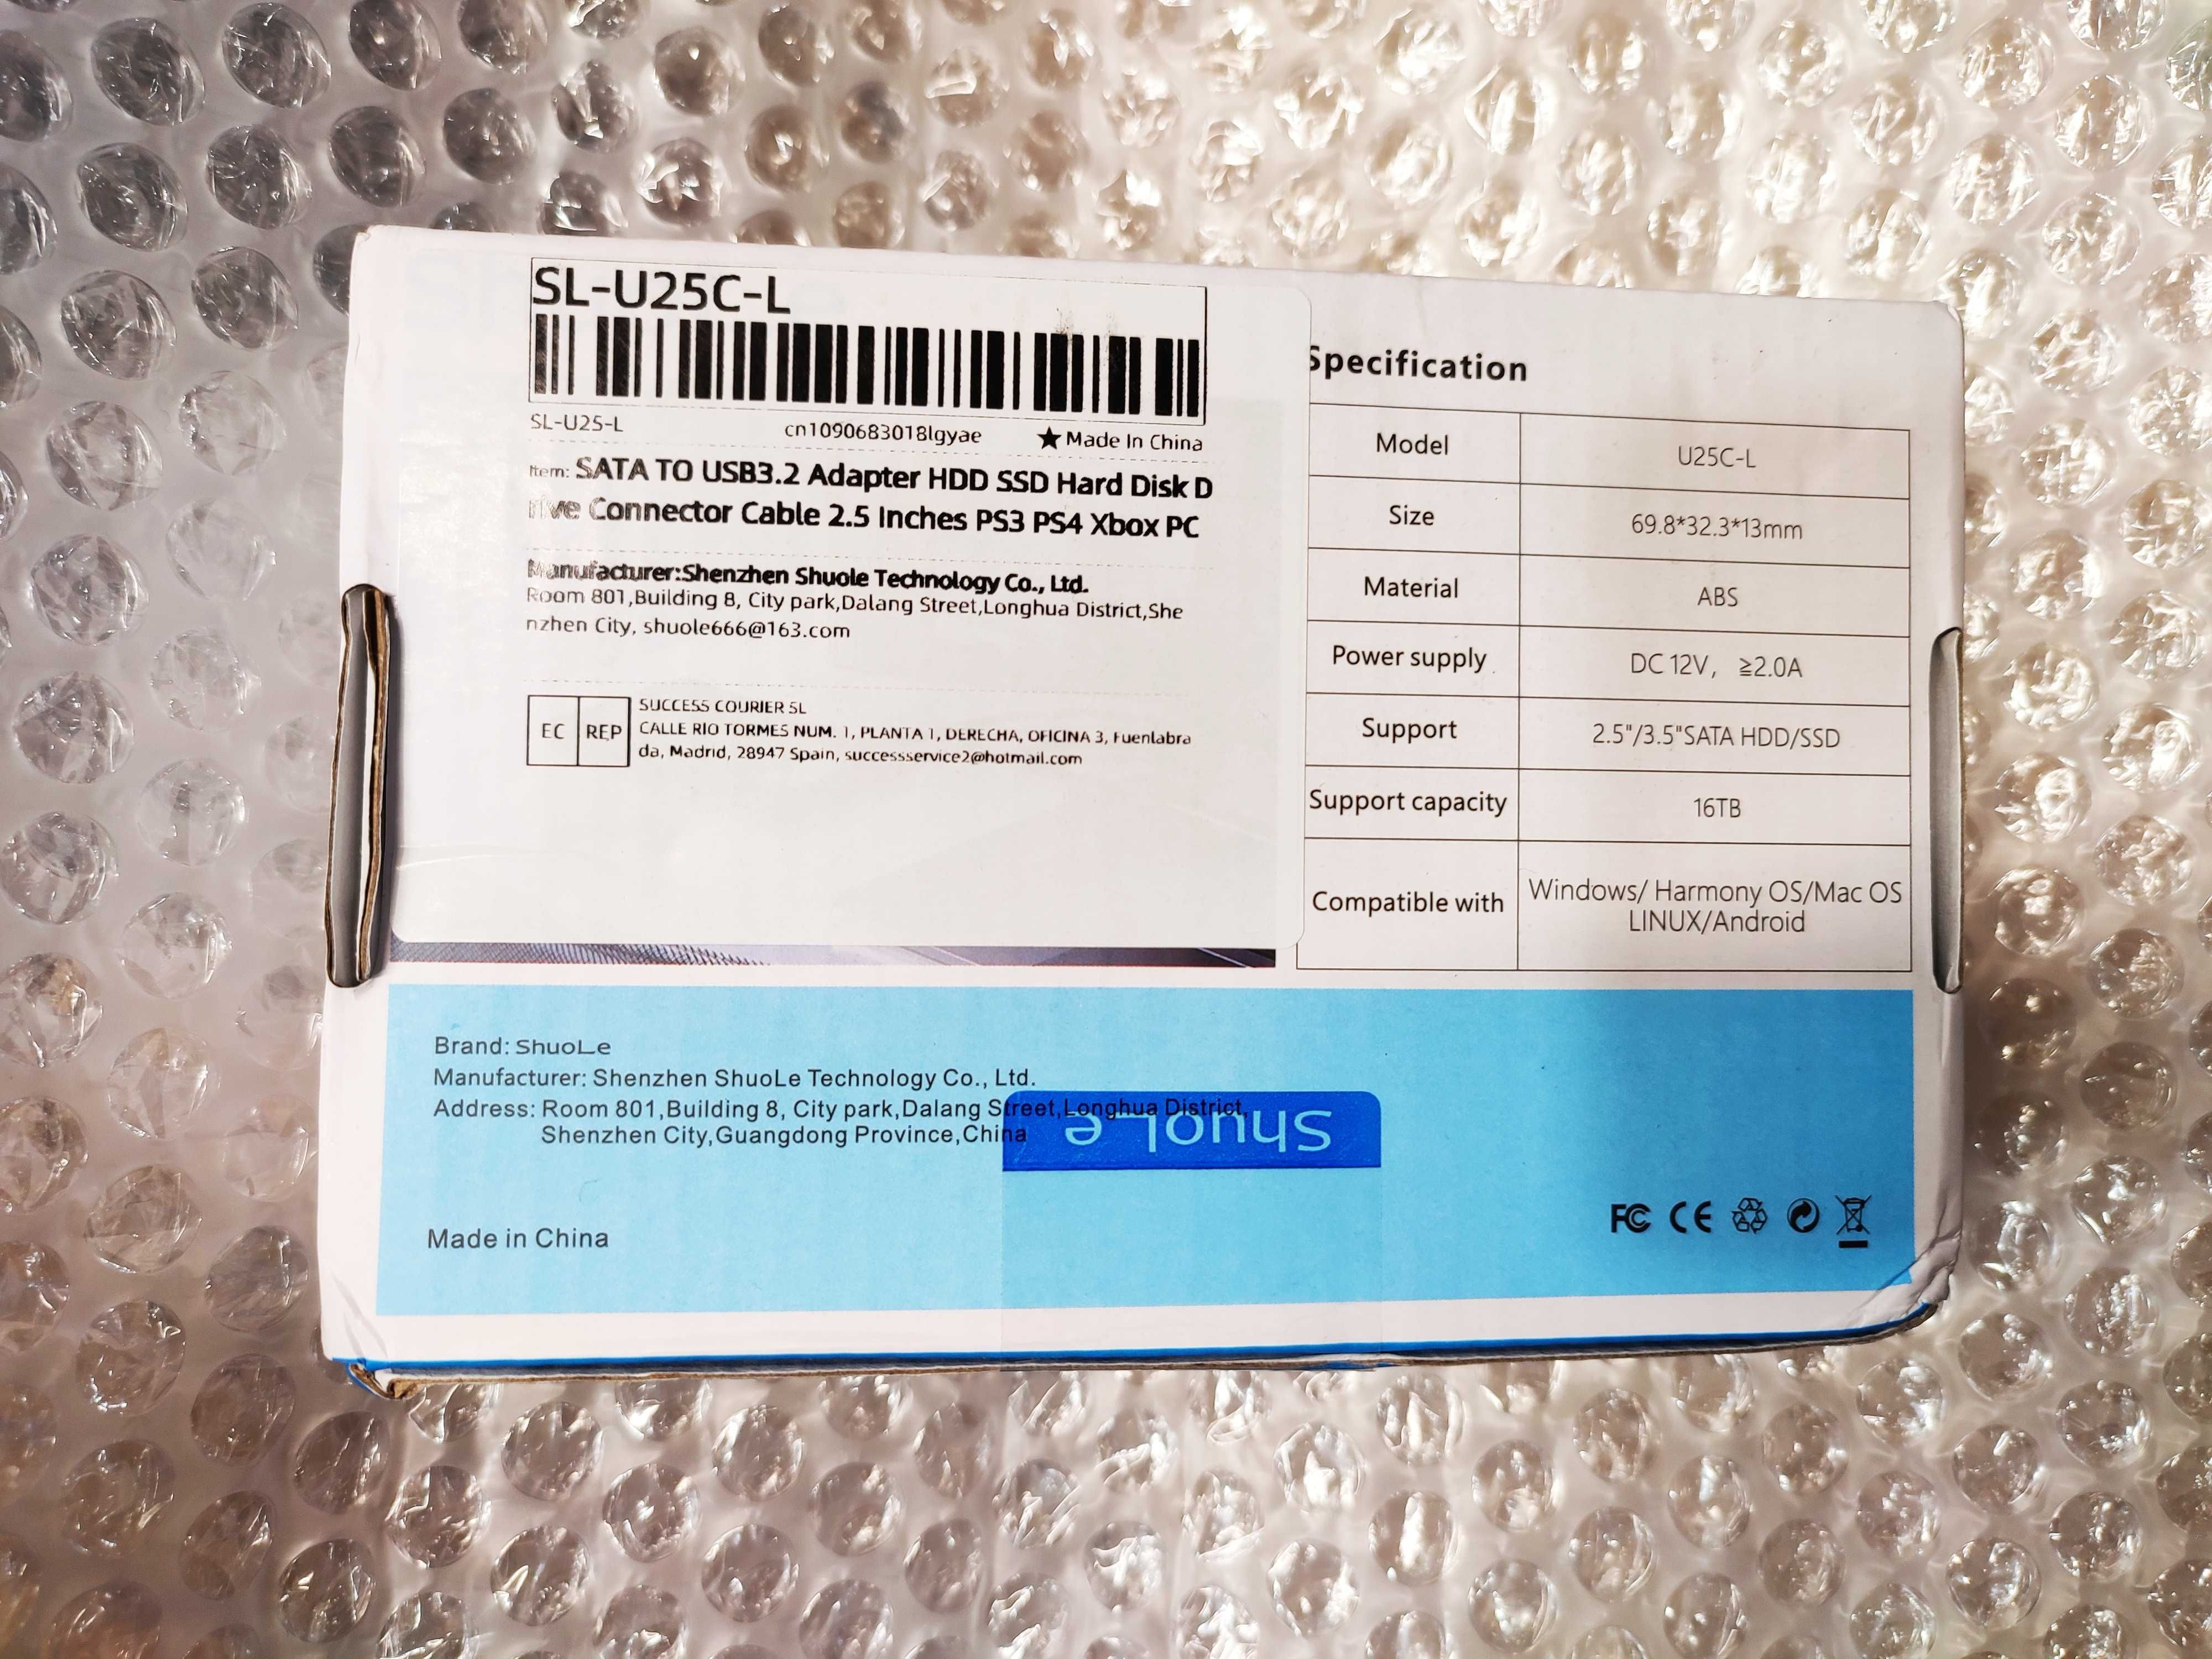 SL-U25C-L
SL-U25-L cn1090683018lgyae ★Made In China
Item: SATA TO USB3.2 Adapter HDD SSD Hard Disk D
rive Connector Cable 2.5 Inches PS3 PS4 Xbox PC
Manufacturer:Shenzhen Shuole Technology Co., Ltd.
Room 801,Building 8, City park,Dalang Street,Longhua District,She
nzhen City, shuole666@163.com
EC REP
SUCCESS COURIER SL
CALLE RIO TORMES NUM. 1, PLANTA 1, DERECHA, OFICINA 3, Fuenlabra
da, Madrid, 28947 Spain, successservice2@hotmail.com
Specification
Model U25C-L
Size 69.8*32.3*13mm
Material ABS
Power supply DC 12V, ≧2.0A
Support 2.5"/3.5"SATA HDD/SSD
Support capacity 16TB
Compatible with Windows/ Harmony OS/Mac OS
LINUX/Android
Brand: ShuoLe
Manufacturer: Shenzhen ShuoLe Technology Co., Ltd.
Address: Room 801,Building 8, City park,Dalang Street,Longhua District,
Shenzhen City,Guangdong Province,China
ShuoLe
Made in China
FC CE